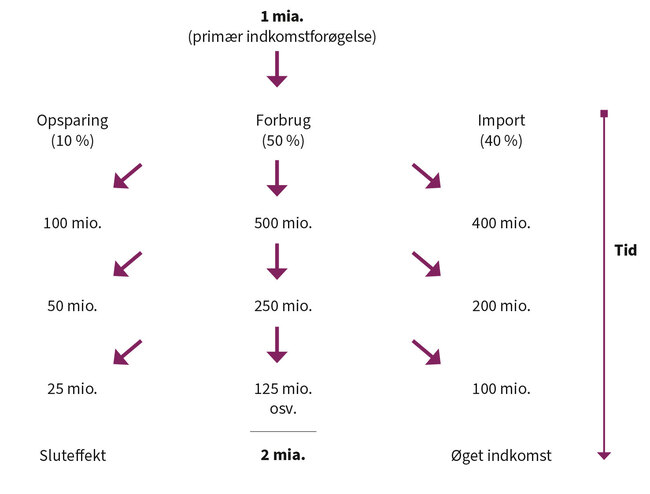 1 mia.
(primær indkomstforøgelse)
Opsparing
(10 %)
Forbrug
(50 %)
Import
(40 %)
100 mio.
500 mio.
400 mio.
Tid
50 mio.
250 mio.
200 mio.
25 mio.
125 mio.
osv.
100 mio.
Sluteffekt
2 mia.
Øget indkomst